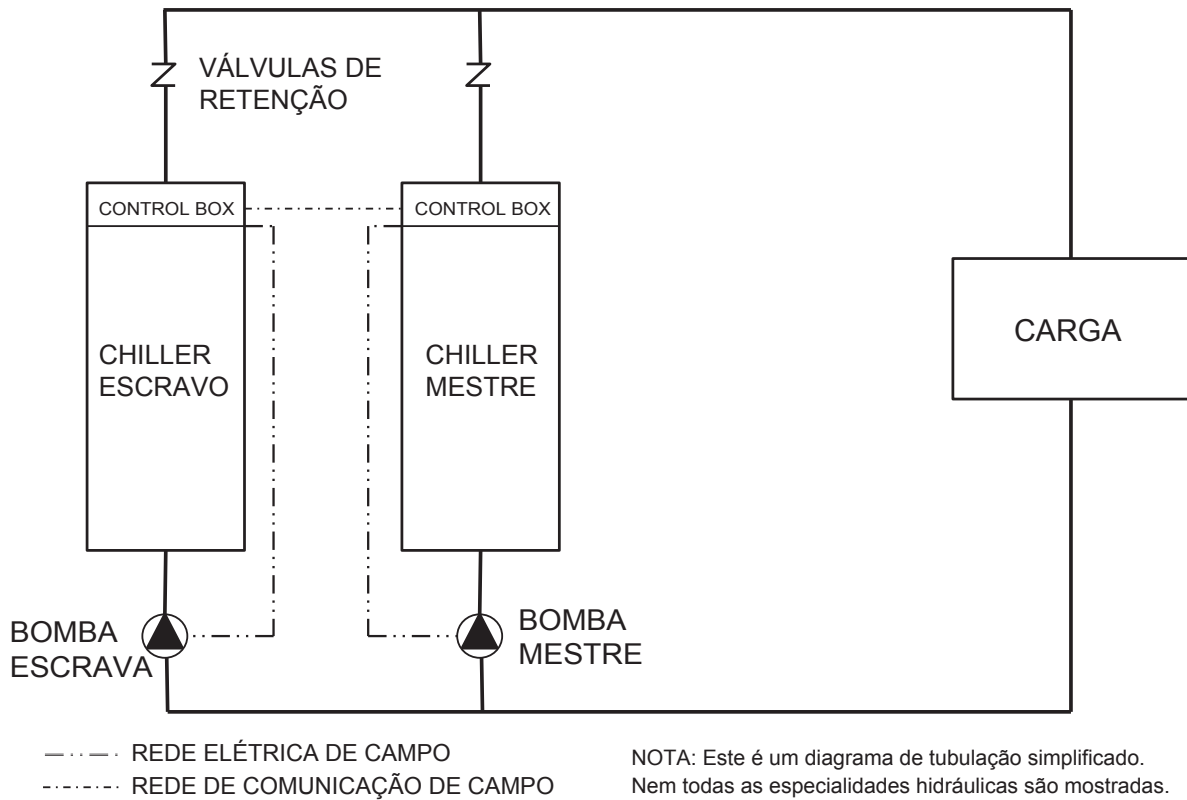 VÁLVULAS DE
RETENÇÃO
CONTROL BOX
CONTROL BOX
CHILLER
ESCRAVO
CHILLER
MESTRE
CARGA
BOMBA
ESCRAVA
BOMBA
MESTRE
REDE ELÉTRICA DE CAMPO
REDE DE COMUNICAÇÃO DE CAMPO
NOTA: Este é um diagrama de tubulação simplificado.
Nem todas as especialidades hidráulicas são mostradas.